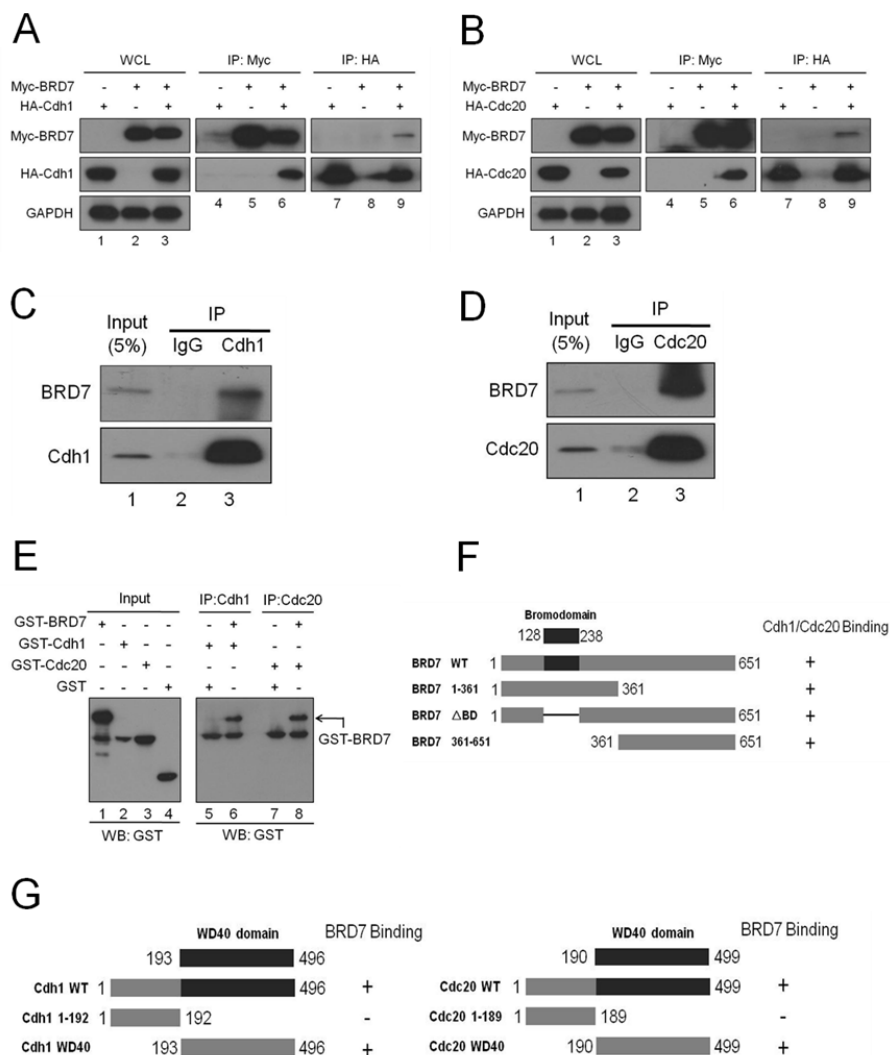 A
WCL IP: Myc IP: HA
Myc-BRD7 - + + - + + - + +
HA-Cdh1 + - + + - + + - +
Myc-BRD7
HA-Cdh1
GAPDH
4 5 6 7 8 9
1 2 3
B
WCL IP: Myc IP: HA
Myc-BRD7 - + + - + + - + +
HA-Cdc20 + - + + - + + - +
Myc-BRD7
HA-Cdc20
GAPDH
4 5 6 7 8 9
1 2 3
C
IP
Input
(5%) IgG Cdh1
BRD7
Cdh1
1 2 3
D
IP
Input
(5%) IgG Cdc20
BRD7
Cdc20
1 2 3
E
Input IP:Cdh1 IP:Cdc20
GST-BRD7 + - - - - + - +
GST-Cdh1 - + - - + + - -
GST-Cdc20 - - + - - - + +
GST - - - + + - + -
GST-BRD7
1 2 3 4 5 6 7 8
WB: GST WB: GST
F
Bromodomain
128 238
Cdh1/Cdc20 Binding
BRD7 WT 1 651 +
BRD7 1-361 1 361 +
BRD7 △BD 1 651 +
BRD7 361-651 361 651 +
G
WD40 domain BRD7 Binding
193 496
Cdh1 WT 1 496 +
Cdh1 1-192 1 192 -
Cdh1 WD40 193 496 +
WD40 domain BRD7 Binding
190 499
Cdc20 WT 1 499 +
Cdc20 1-189 1 189 -
Cdc20 WD40 190 499 +